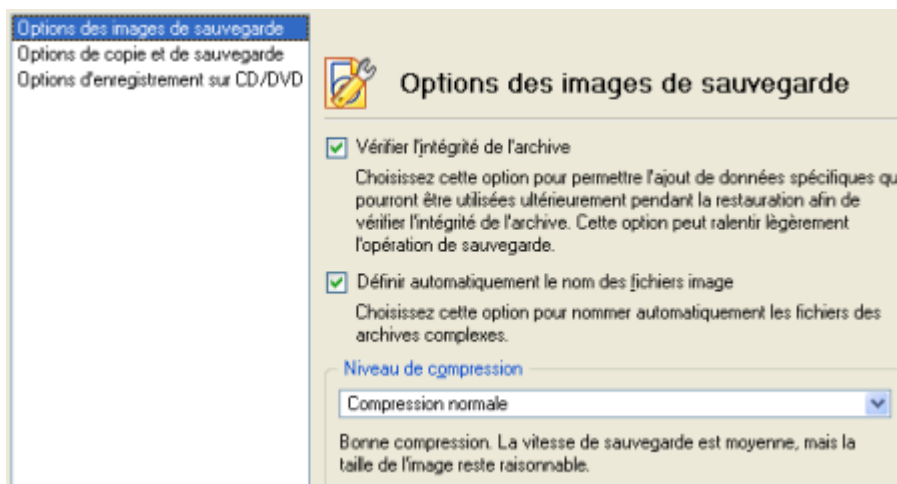 Options des images de sauvegarde
Options de copie et de sauvegarde
Options d'enregistrement sur CD/DVD
Options des images de sauvegarde
Vérifier l'intégrité de l'archive
Choisissez cette option pour permettre l'ajout de données spécifiques qu
pourront être utilisées ultérieurement pendant la restauration afin de
vérifier l'intégrité de l'archive. Cette option peut ralentir légèrement
l'opération de sauvegarde.
Définir automatiquement le nom des fichiers image
Choisissez cette option pour nommer automatiquement les fichiers des
archives complexes.
Niveau de compression
Compression normale
Bonne compression. La vitesse de sauvegarde est moyenne, mais la
taille de l'image reste raisonnable.